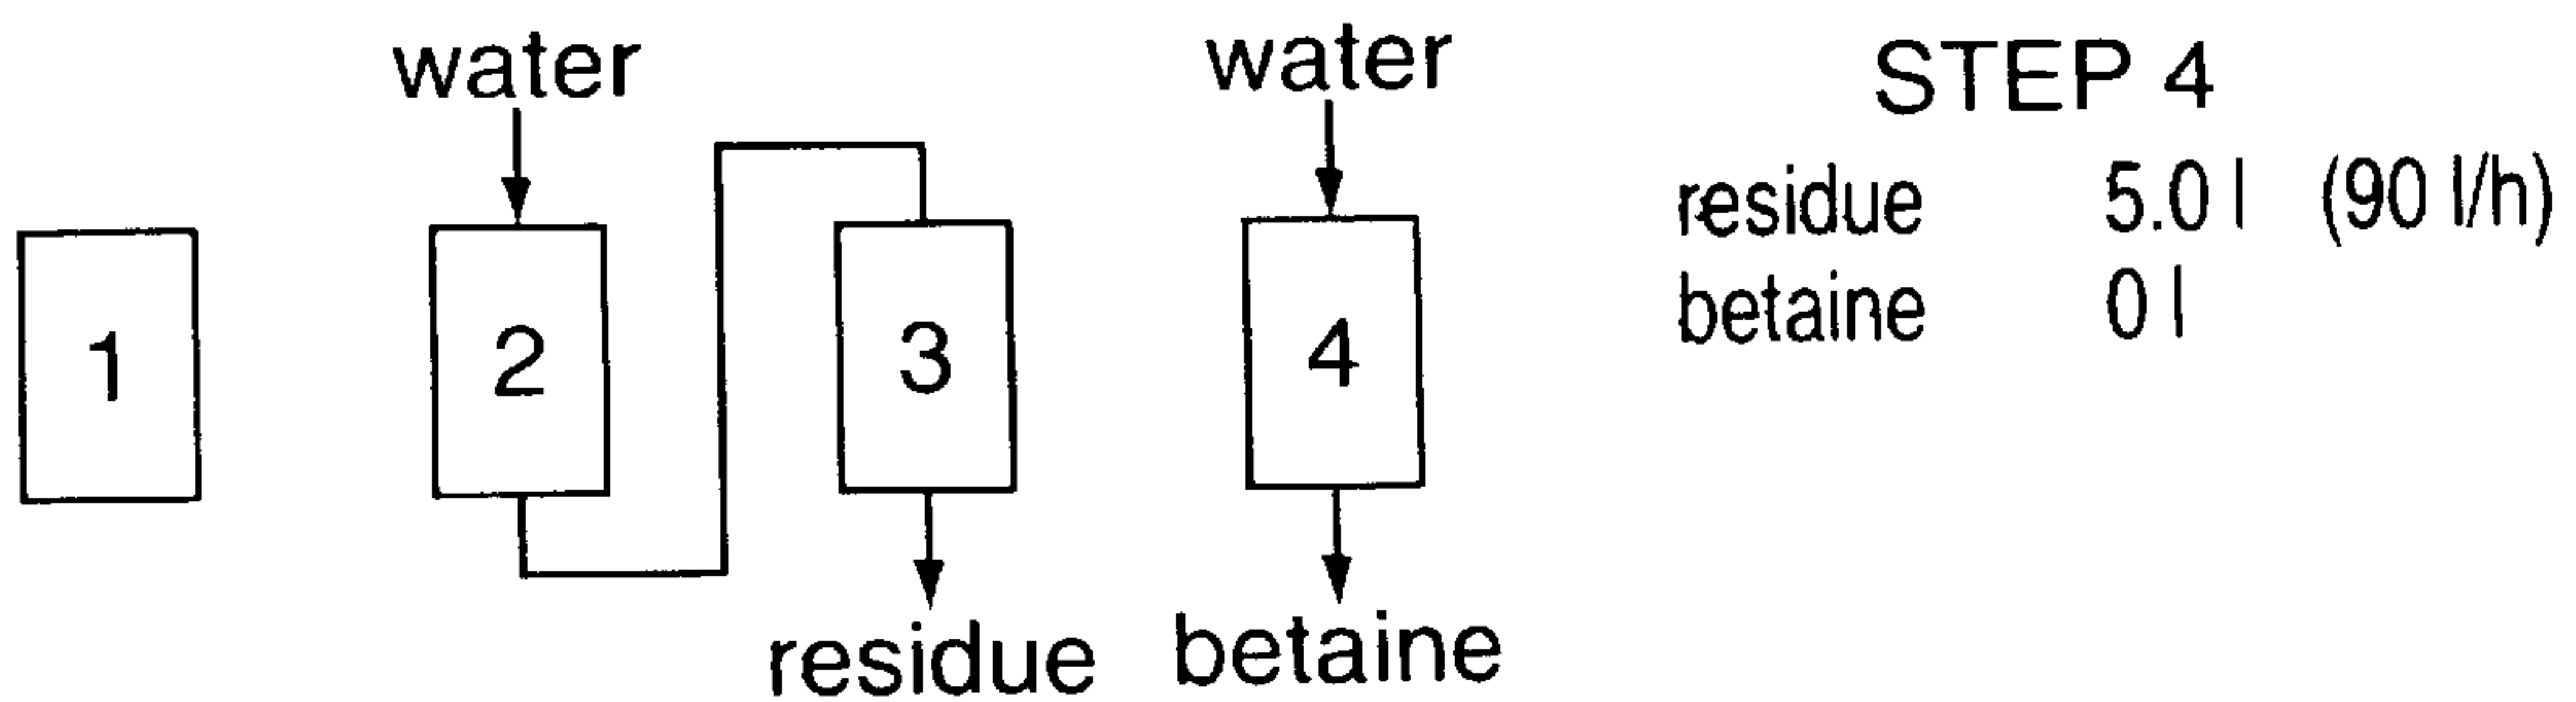 water
water
STEP 4
residue 5.0 l (90 l/h)
betaine 0 l
1
2
3
4
residue
betaine